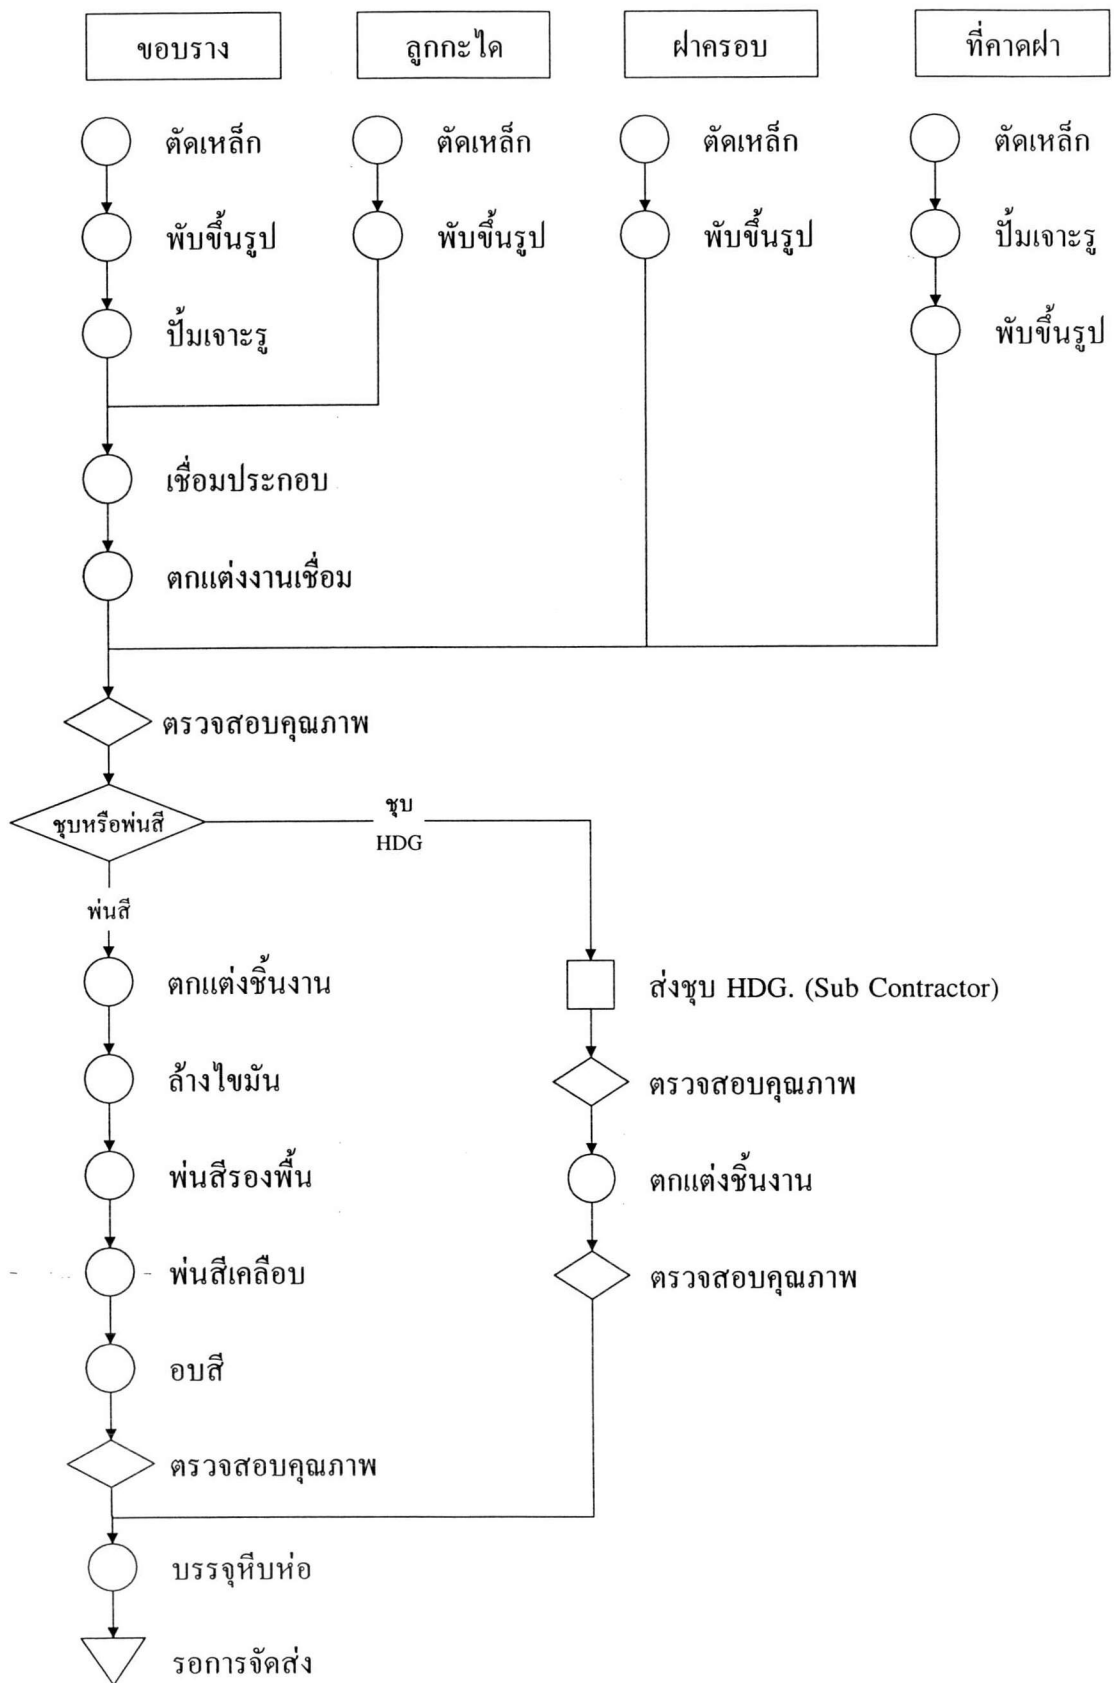 ขอบราง ลูกกะได ฝาครอบ ที่คาดฝา
ตัดเหล็ก ตัดเหล็ก ตัดเหล็ก ตัดเหล็ก
พับขึ้นรูป พับขึ้นรูป พับขึ้นรูป ปั้มเจาะรู
ปั้มเจาะรู พับขึ้นรูป
เชื่อมประกอบ
ตกแต่งงานเชื่อม
ตรวจสอบคุณภาพ
ชุบหรือพ่นสี
ชุบ
HDG
พ่นสี
ตกแต่งชิ้นงาน
ล้างไขมัน
พ่นสีรองพื้น
พ่นสีเคลือบ
อบสี
ตรวจสอบคุณภาพ
ส่งชุบ HDG. (Sub Contractor)
ตรวจสอบคุณภาพ
ตกแต่งชิ้นงาน
ตรวจสอบคุณภาพ
บรรจุหีบห่อ
รอการจัดส่ง